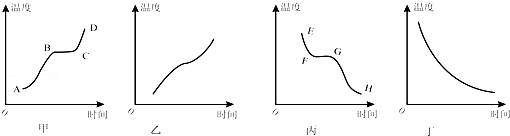 温度 温度 温度 温度
D
B C
A
E
F G
H
O 时间 O 时间 O 时间 O 时间
甲 乙 丙 丁